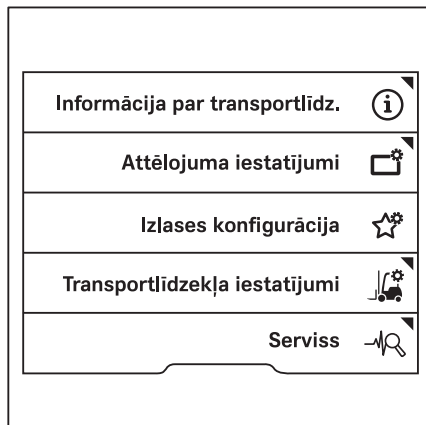 Informācija par transportlīdz.
Attēlojuma iestatījumi
Izlases konfigurācija
Transportlīdzekļa iestatījumi
Serviss